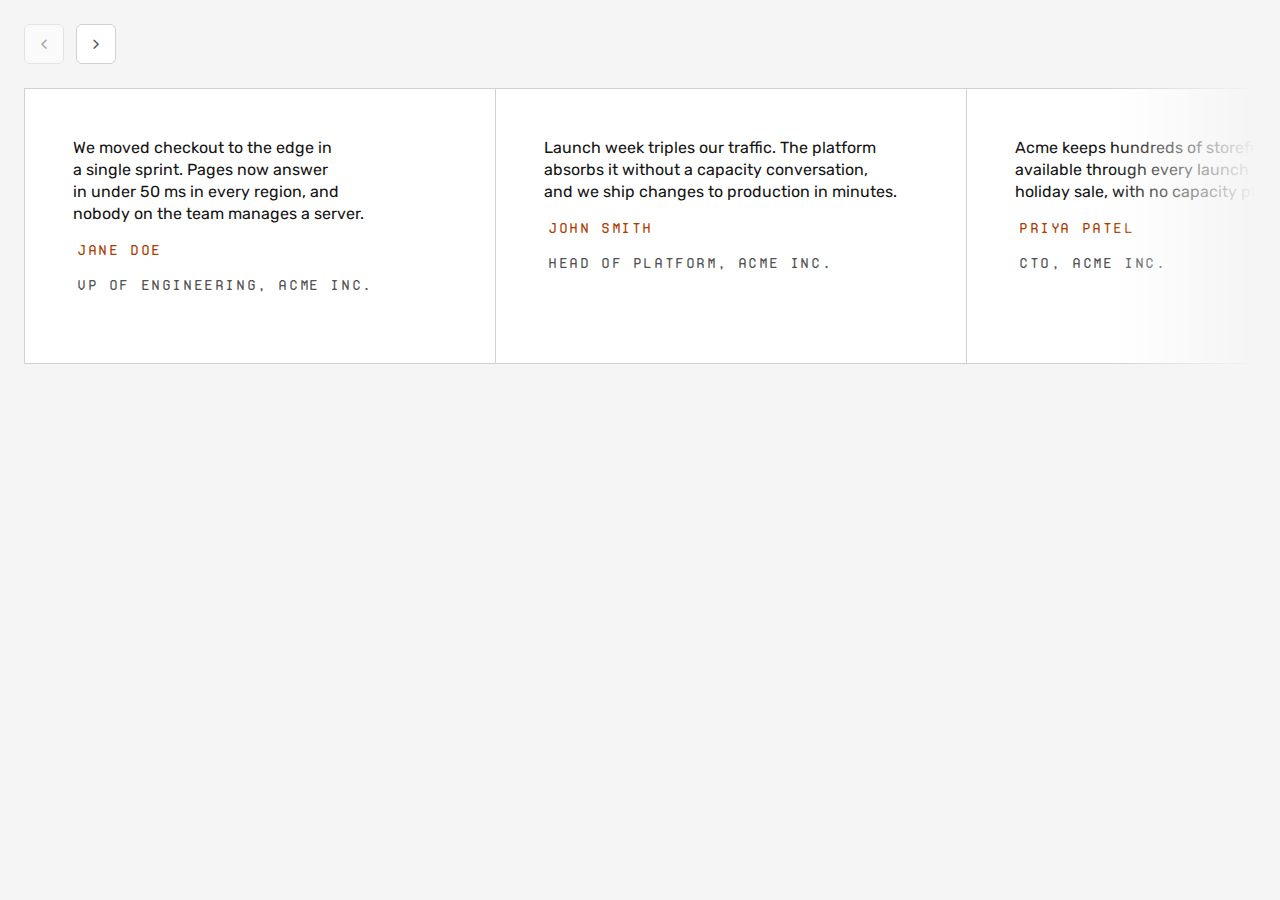 We moved checkout to the edge in
a single sprint. Pages now answer
in under 50 ms in every region, and
nobody on the team manages a server.
JANE DOE
VP OF ENGINEERING, ACME INC.
Launch week triples our traffic. The platform
absorbs it without a capacity conversation,
and we ship changes to production in minutes.
JOHN SMITH
HEAD OF PLATFORM, ACME INC.
Acme keeps hundreds of
available through every launch
holiday sale, with no capacity
PRIYA PATEL
CTO, ACME INC.